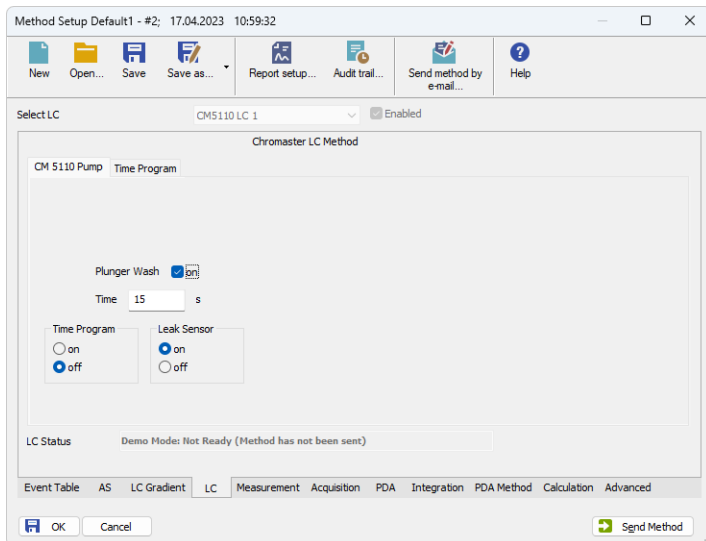 Method Setup Default1 - #2; 17.04.2023 10:59:32
New Open... Save Save as... Report setup... Audit trail... Send method by e-mail... Help
Select LC CM5110 LC 1 Enabled
Chromaster LC Method
CM 5110 Pump Time Program
Plunger Wash on
Time 15 s
Time Program Leak Sensor
on on
off off
LC Status Demo Mode: Not Ready (Method has not been sent)
Event Table AS LC Gradient LC Measurement Acquisition PDA Integration PDA Method Calculation Advanced
OK Cancel Send Method